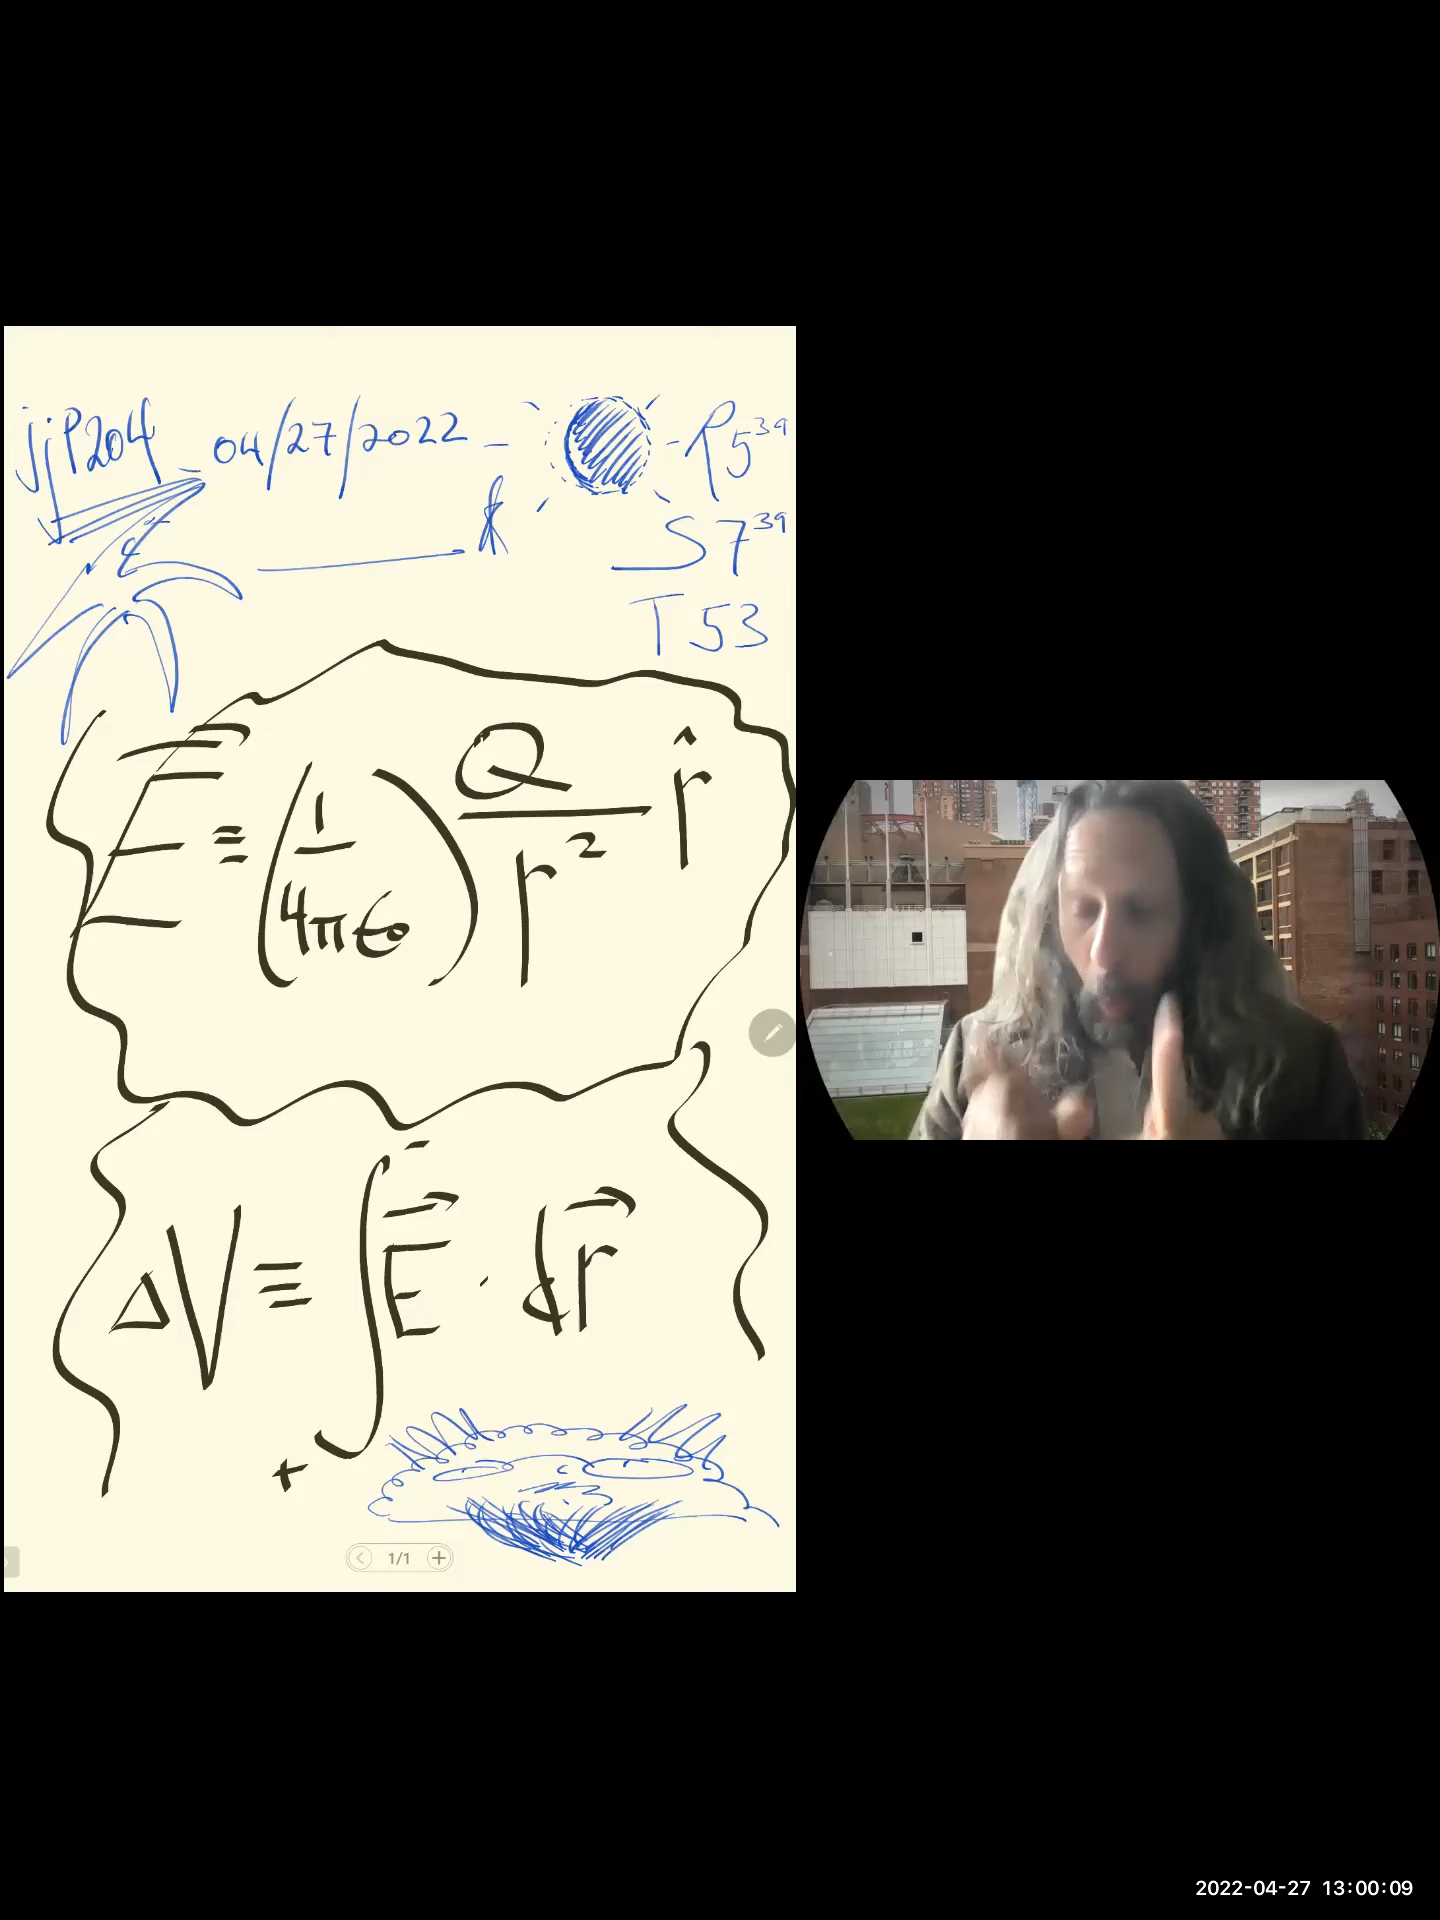 jjP204 - 04/27/2022 - - R5³⁹
S7³⁹
T53
E⃗ = (1/4πϵ₀) Q/r² r̂
ΔV ≡ ∫₊⁻ E⃗ · dr⃗
1/1
2022-04-27 13:00:09